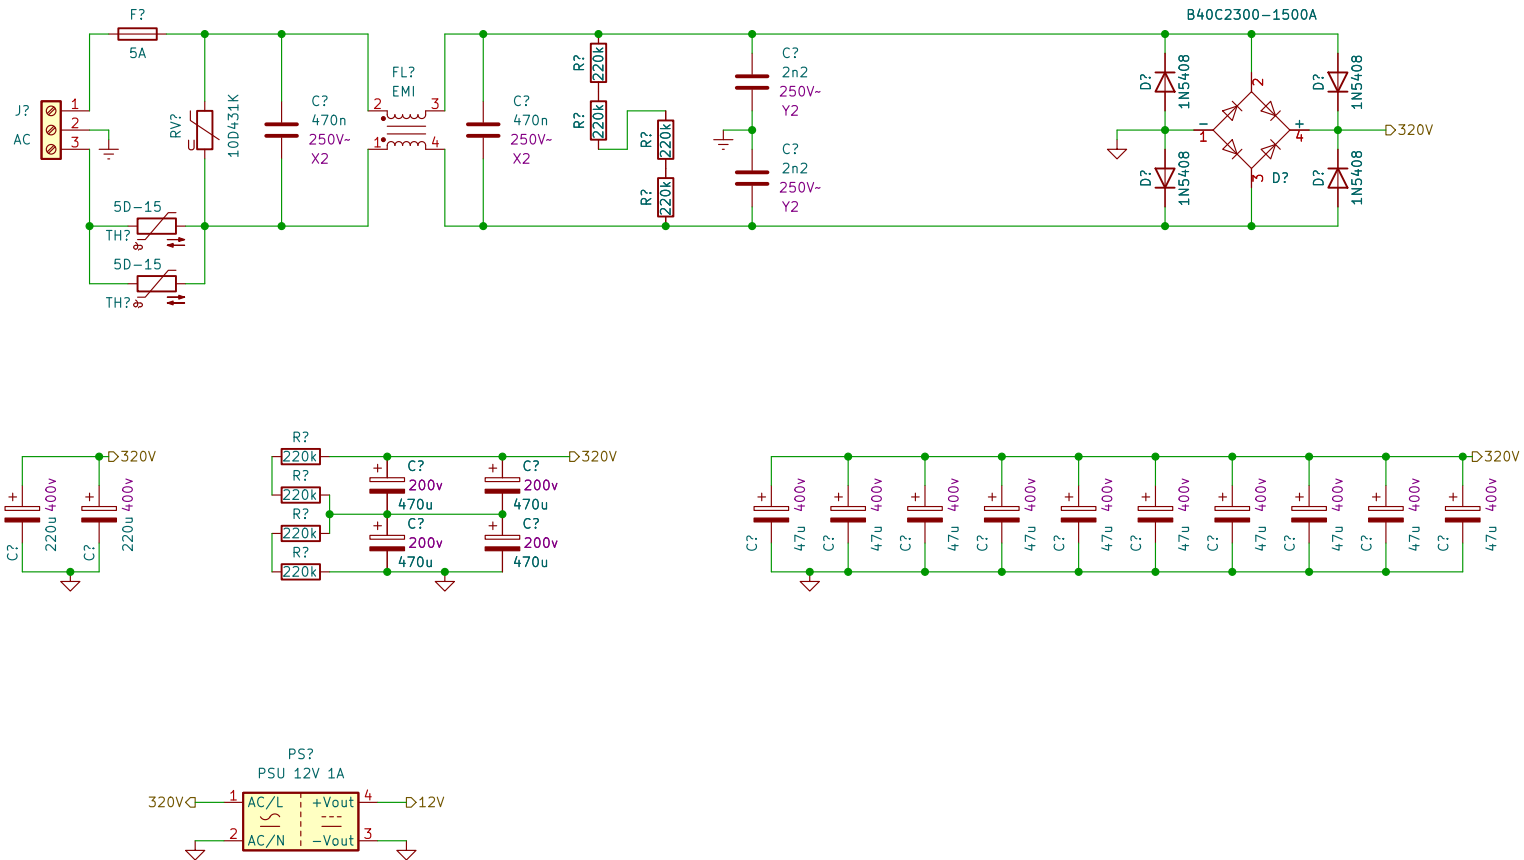 B40C2300-1500A
F?
5A
J?
AC
1
2
3
RV?
10D431K
U
C?
470n
250V~
X2
FL?
EMI
2
3
1
4
C?
470n
250V~
X2
R?
220k
R?
220k
R?
220k
R?
220k
C?
2n2
250V~
Y2
C?
2n2
250V~
Y2
D?
1N5408
D?
1N5408
2
-
1
+
4
3
D?
D?
1N5408
D?
1N5408
320V
5D-15
TH?
θ
5D-15
TH?
θ
320V
+
400v
220u
C?
+
400v
220u
C?
R?
220k
R?
220k
R?
220k
R?
220k
+
C?
200v
470u
+
C?
200v
470u
+
C?
200v
470u
+
C?
200v
470u
320V
320V
+
400v
47u
C?
+
400v
47u
C?
+
400v
47u
C?
+
400v
47u
C?
+
400v
47u
C?
+
400v
47u
C?
+
400v
47u
C?
+
400v
47u
C?
+
400v
47u
C?
+
400v
47u
C?
PS?
PSU 12V 1A
320V
1
AC/L
+Vout
4
12V
2
AC/N
-Vout
3